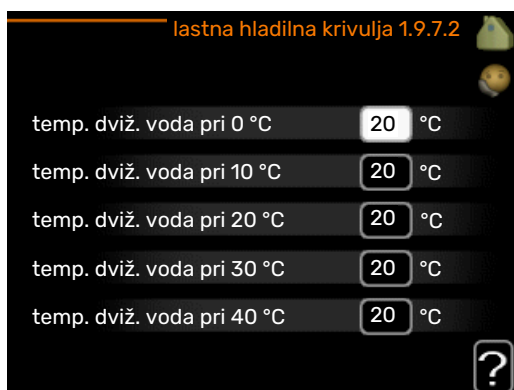 lastna hladilna krivulja 1.9.7.2
temp. dviž. voda pri 0 °C 20 °C
temp. dviž. voda pri 10 °C 20 °C
temp. dviž. voda pri 20 °C 20 °C
temp. dviž. voda pri 30 °C 20 °C
temp. dviž. voda pri 40 °C 20 °C
?